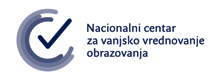 Nacionalni centar
za vanjsko vrednovanje
obrazovanja